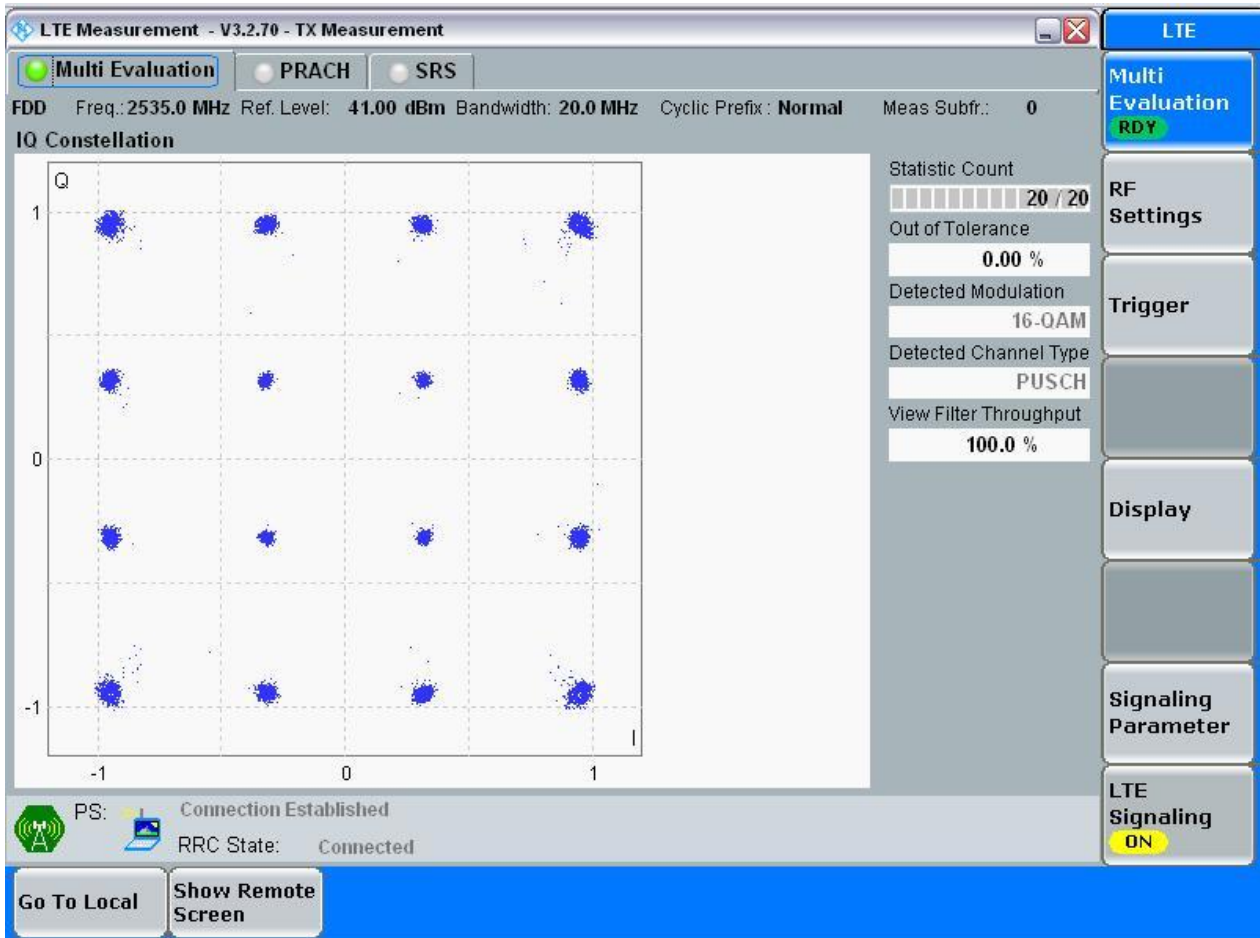 LTE Measurement - V3.2.70 - TX Measurement
LTE
Multi Evaluation PRACH SRS
FDD Freq.: 2535.0 MHz Ref. Level: 41.00 dBm Bandwidth: 20.0 MHz Cyclic Prefix : Normal Meas Subfr.: 0
IQ Constellation
Q
1
0
-1
-1 0 1
I
Statistic Count
20 / 20
Out of Tolerance
0.00 %
Detected Modulation
16-QAM
Detected Channel Type
PUSCH
View Filter Throughput
100.0 %
Multi
Evaluation
RDY
RF
Settings
Trigger
Display
Signaling
Parameter
LTE
Signaling
ON
PS: Connection Established
RRC State: Connected
Go To Local
Show Remote
Screen